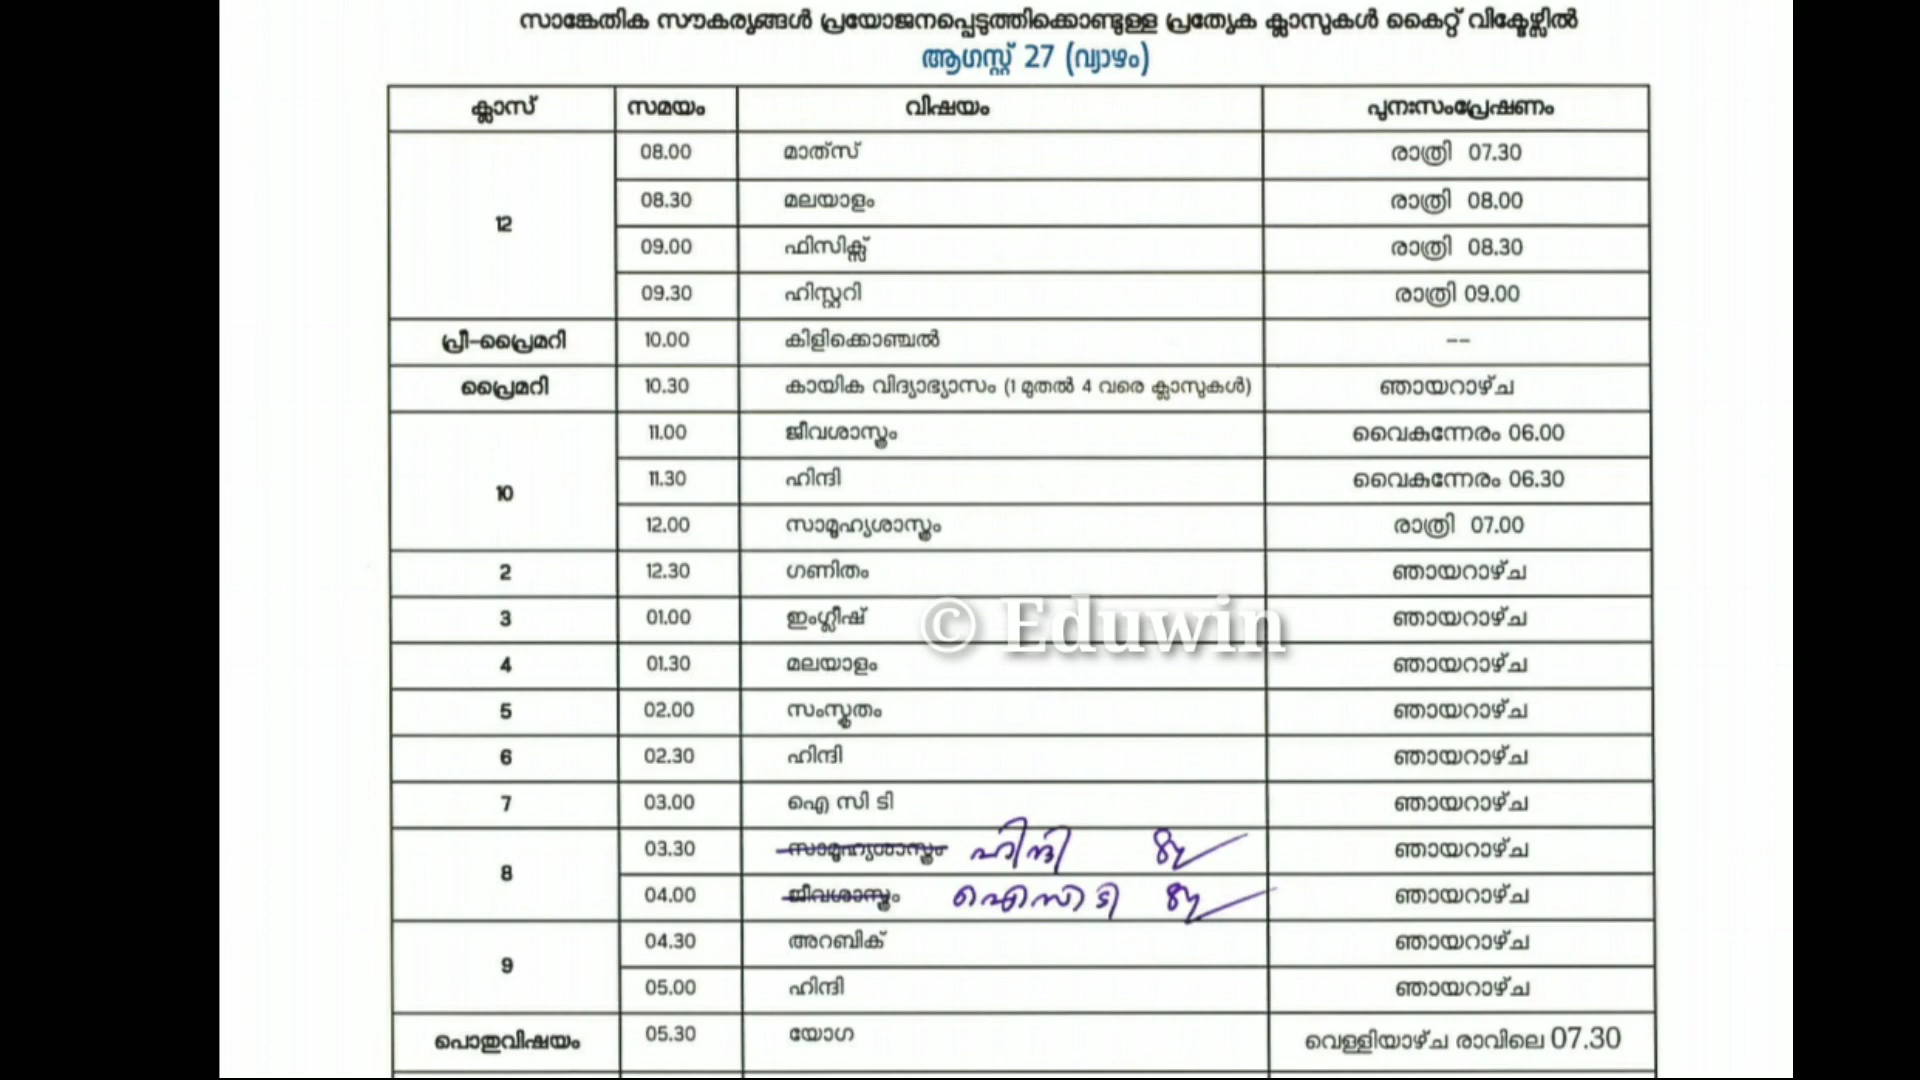 സാങ്കേതിക സൗകര്യങ്ങൾ പ്രയോജനപ്പെടുത്തിക്കൊണ്ടുള്ള പ്രത്യേക ക്ലാസുകൾ കൈറ്റ് വിക്ടേഴ്സിൽ
ആഗസ്റ്റ് 27 (വ്യാഴം)
ക്ലാസ് സമയം വിഷയം പുനഃസംപ്രേഷണം
12
08.00 മാത്‌സ് രാത്രി 07.30
08.30 മലയാളം രാത്രി 08.00
09.00 ഫിസിക്സ് രാത്രി 08.30
09.30 ഹിസ്റ്ററി രാത്രി 09.00
പ്രീ-പ്രൈമറി 10.00 കിളിക്കൊഞ്ചൽ --
പ്രൈമറി 10.30 കായിക വിദ്യാഭ്യാസം (1 മുതൽ 4 വരെ ക്ലാസുകൾ) ഞായറാഴ്ച
10
11.00 ജീവശാസ്ത്രം വൈകുന്നേരം 06.00
11.30 ഹിന്ദി വൈകുന്നേരം 06.30
12.00 സാമൂഹ്യശാസ്ത്രം രാത്രി 07.00
2 12.30 ഗണിതം ഞായറാഴ്ച
3 01.00 ഇംഗ്ലീഷ് ഞായറാഴ്ച
© Eduwin
4 01.30 മലയാളം ഞായറാഴ്ച
5 02.00 സംസ്കൃതം ഞായറാഴ്ച
6 02.30 ഹിന്ദി ഞായറാഴ്ച
7 03.00 ഐ സി ടി ഞായറാഴ്ച
8
03.30 സാമൂഹ്യശാസ്ത്രം ഹിന്ദി ഞായറാഴ്ച
04.00 ജീവശാസ്ത്രം ഐസിടി ഞായറാഴ്ച
9
04.30 അറബിക് ഞായറാഴ്ച
05.00 ഹിന്ദി ഞായറാഴ്ച
പൊതുവിഷയം 05.30 യോഗ വെള്ളിയാഴ്ച രാവിലെ 07.30